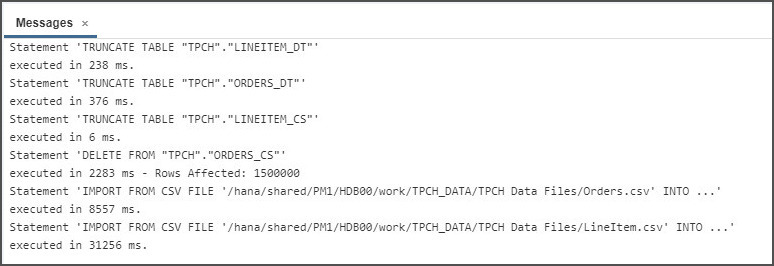 Messages ×
Statement 'TRUNCATE TABLE "TPCH"."LINEITEM_DT"'
executed in 238 ms.
Statement 'TRUNCATE TABLE "TPCH"."ORDERS_DT"'
executed in 376 ms.
Statement 'TRUNCATE TABLE "TPCH"."LINEITEM_CS"'
executed in 6 ms.
Statement 'DELETE FROM "TPCH"."ORDERS_CS"'
executed in 2283 ms - Rows Affected: 1500000
Statement 'IMPORT FROM CSV FILE '/hana/shared/PM1/HDB00/work/TPCH_DATA/TPCH Data Files/Orders.csv' INTO ...'
executed in 8557 ms.
Statement 'IMPORT FROM CSV FILE '/hana/shared/PM1/HDB00/work/TPCH_DATA/TPCH Data Files/LineItem.csv' INTO ...'
executed in 31256 ms.